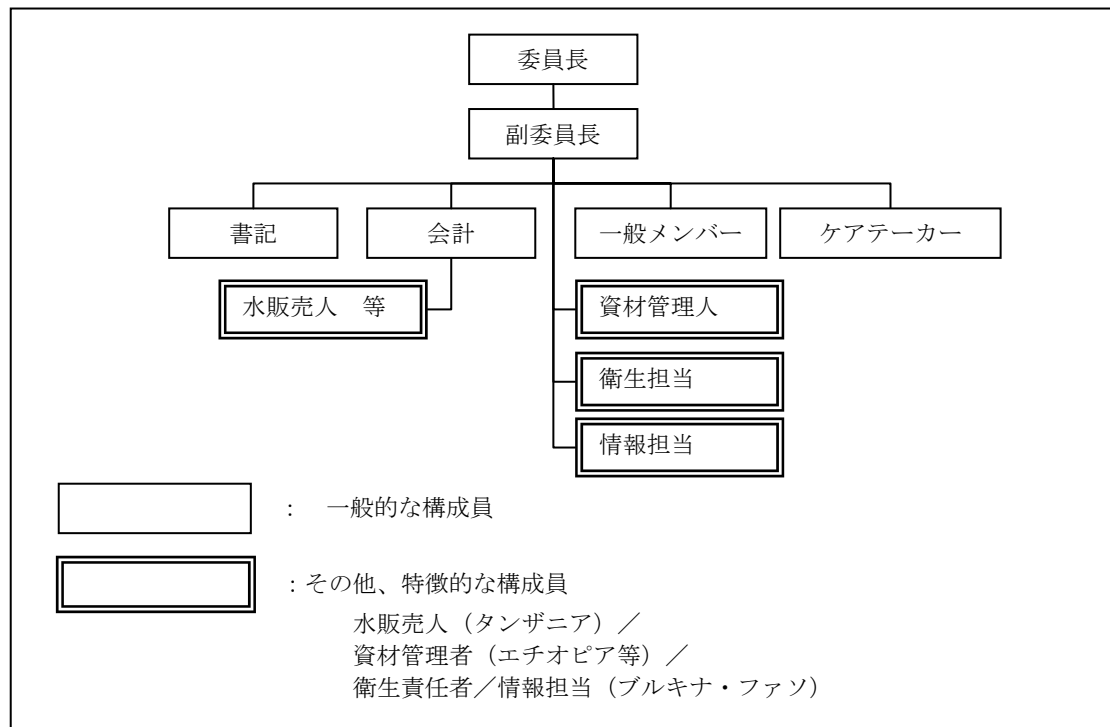 委員長
副委員長
書記
会計
一般メンバー
ケアテーカー
水販売人　等
資材管理人
衛生担当
情報担当
：　一般的な構成員
：その他、特徴的な構成員
水販売人（タンザニア）／
資材管理者（エチオピア等）／
衛生責任者／情報担当（ブルキナ・ファソ）